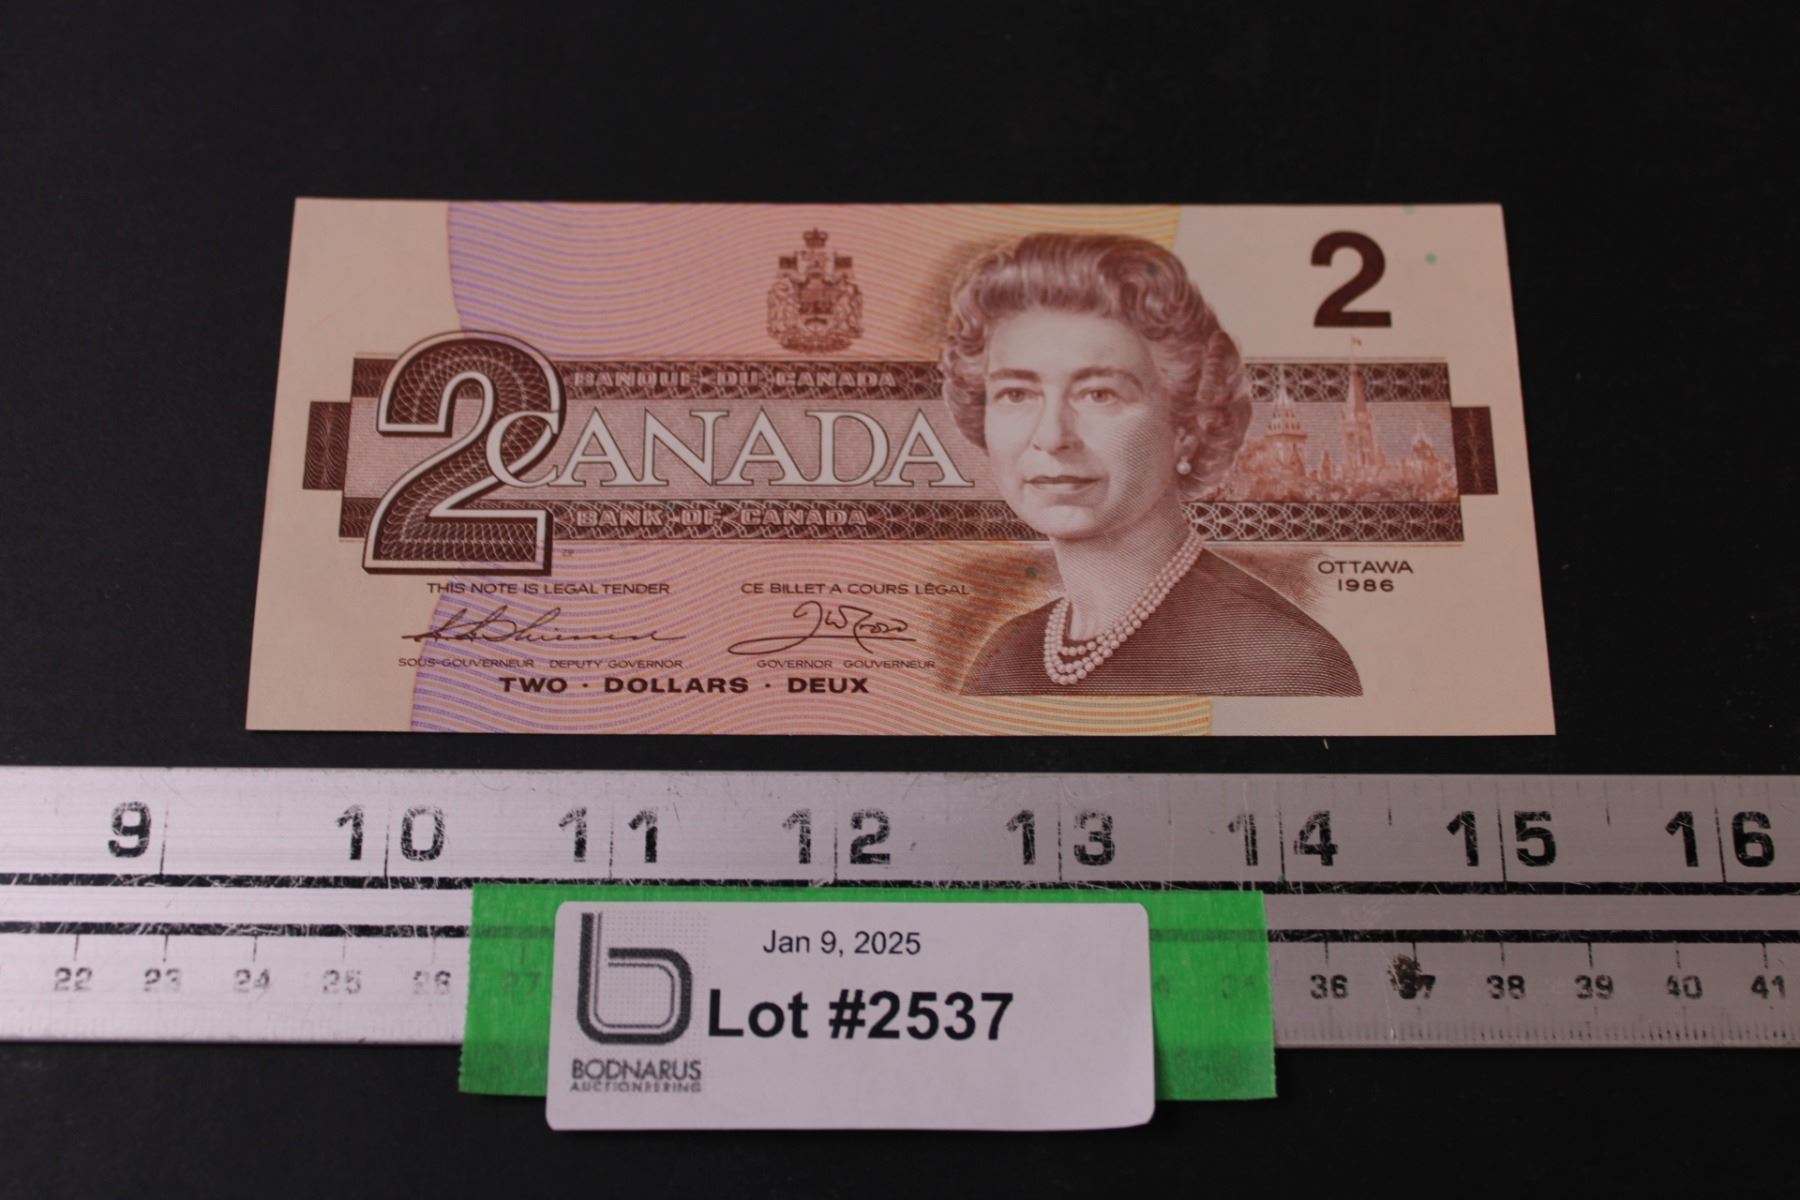 2
BANQUE DU CANADA
2
CANADA
BANK OF CANADA
OTTAWA
1986
THIS NOTE IS LEGAL TENDER CE BILLET A COURS LÉGAL
SOUS-GOUVERNEUR DEPUTY GOVERNOR GOVERNOR GOUVERNEUR
TWO · DOLLARS · DEUX
9 10 11 12 13 14 15 16
22 23 24 25 26 27 36 37 38 39 40 41
Jan 9, 2025
Lot #2537
BODNARUS
AUCTIONEERING